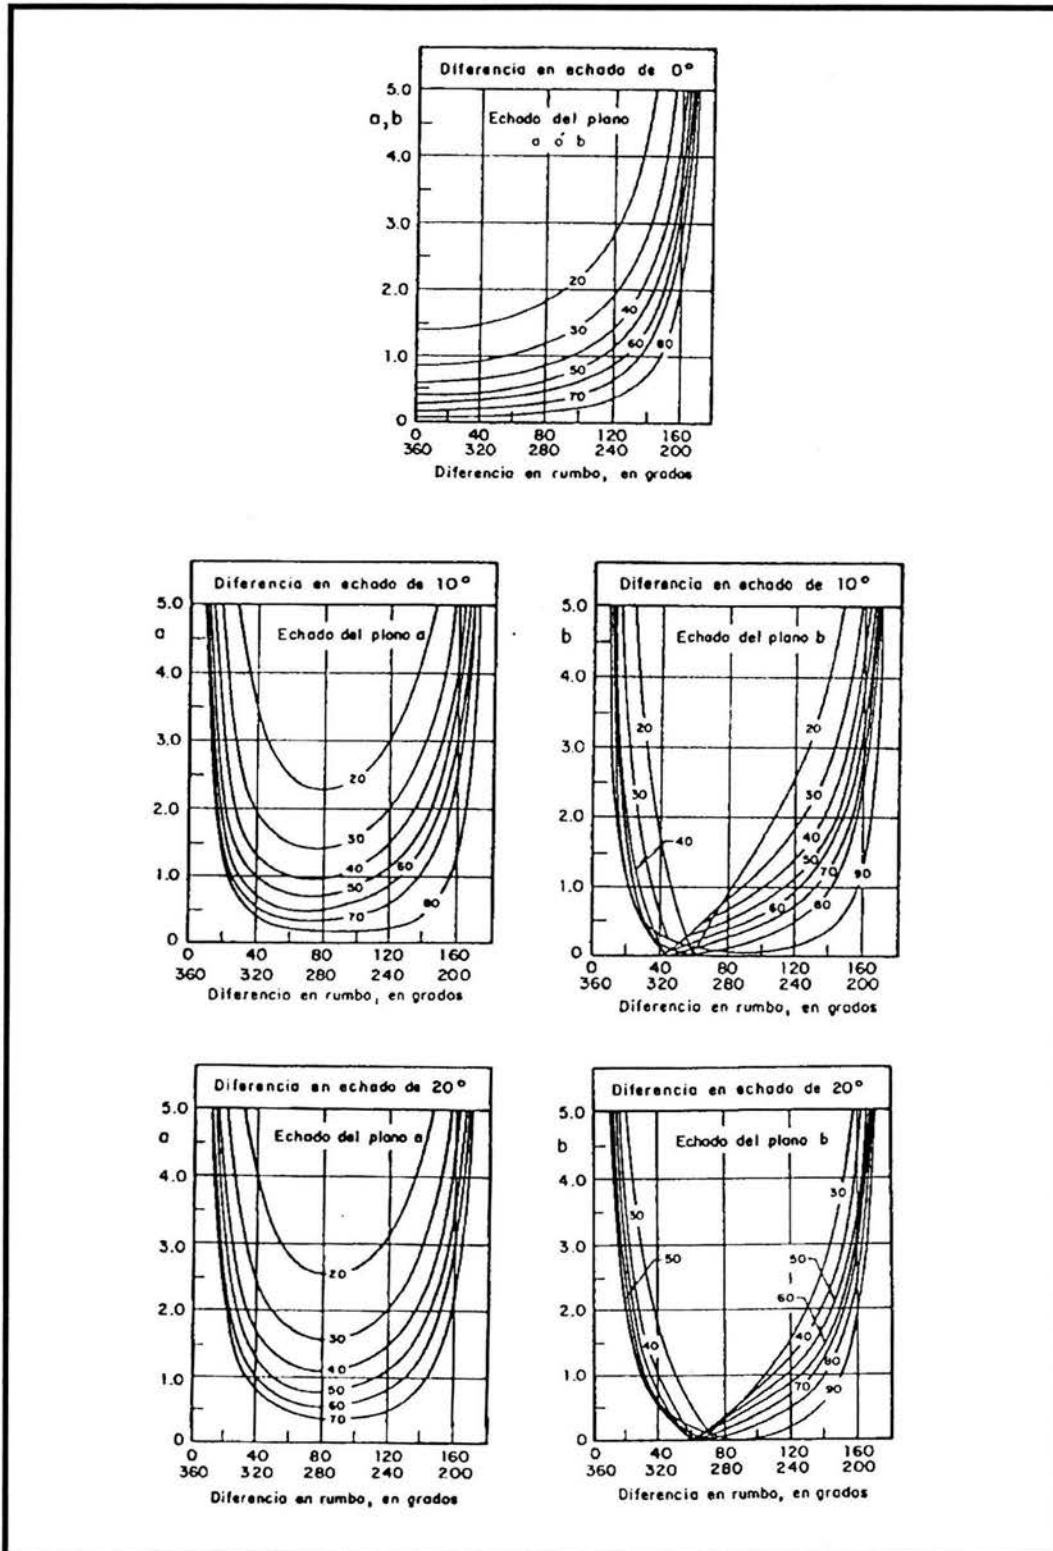 Diferencia en echado de 0°
5.0
a,b
Echado del plano
a ó b
4.0
3.0
20
2.0
30
40
1.0
50
60
80
70
0
0 40 80 120 160
360 320 280 240 200
Diferencia en rumbo, en grados
Diferencia en echado de 10°
5.0
a
Echado del plano a
4.0
3.0
20
2.0
30
40
60
1.0
50
70
80
0
0 40 80 120 160
360 320 280 240 200
Diferencia en rumbo, en grados
Diferencia en echado de 10°
5.0
b
Echado del plano b
4.0
20
20
3.0
30
30
2.0
40
40
50
70
90
1.0
60
80
0
0 40 80 120 160
360 320 280 240 200
Diferencia en rumbo, en grados
Diferencia en echado de 20°
5.0
a
Echado del plano a
4.0
3.0
20
2.0
30
40
1.0
50
60
70
0
0 40 80 120 160
360 320 280 240 200
Diferencia en rumbo, en grados
Diferencia en echado de 20°
5.0
b
Echado del plano b
4.0
30
30
3.0
50
50
60
2.0
40
40
80
1.0
70
90
0
0 40 80 120 160
360 320 280 240 200
Diferencia en rumbo, en grados